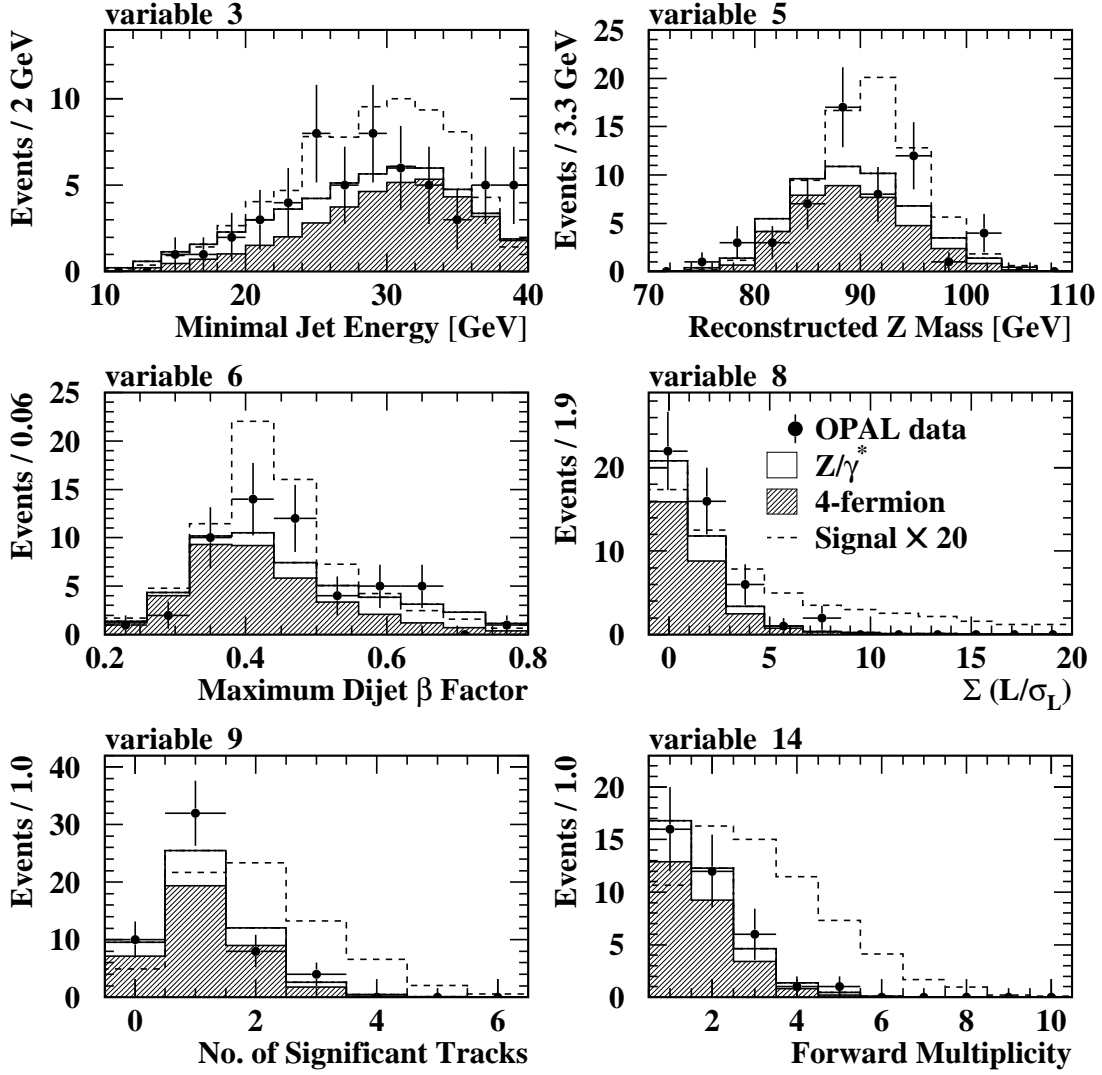 variable 3
Events / 2 GeV
10
5
0
10 20 30 40
Minimal Jet Energy [GeV]
variable 5
Events / 3.3 GeV
25
20
15
10
5
0
70 80 90 100 110
Reconstructed Z Mass [GeV]
variable 6
Events / 0.06
25
20
15
10
5
0
0.2 0.4 0.6 0.8
Maximum Dijet β Factor
variable 8
Events / 1.9
20
10
0
0 5 10 15 20
Σ (L/σ_L)
OPAL data
Z/γ*
4-fermion
Signal × 20
variable 9
Events / 1.0
40
30
20
10
0
0 2 4 6
No. of Significant Tracks
variable 14
Events / 1.0
20
15
10
5
0
2 4 6 8 10
Forward Multiplicity